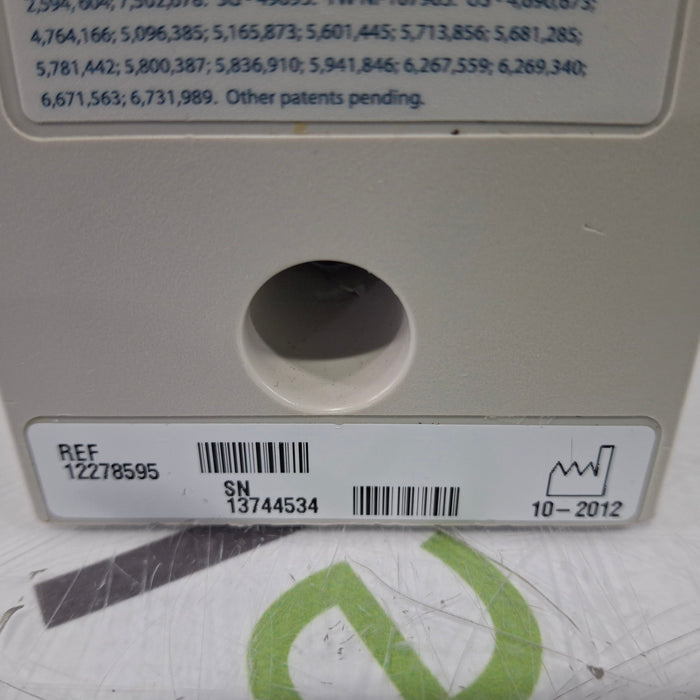 4,764,166; 5,096,385; 5,165,873; 5,601,445; 5,713,856; 5,681,285;
5,781,442; 5,800,387; 5,836,910; 5,941,846; 6,267,559; 6,269,340;
6,671,563; 6,731,989. Other patents pending.
REF
12278595
SN
13744534
10-2012